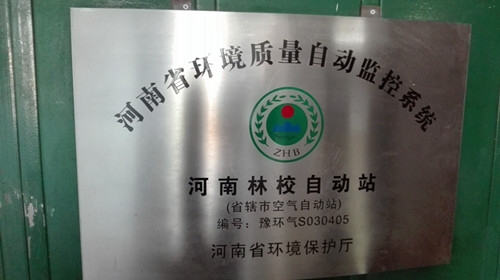 河南省环境质量自动监控系统
ZHB
河南林校自动站
(省辖市空气自动站)
编号：豫环气S030405
河南省环境保护厅